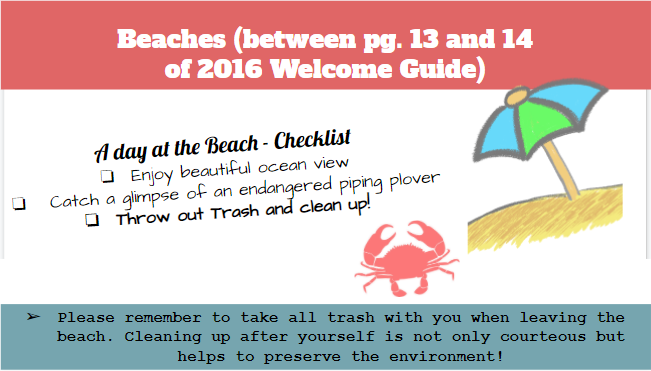 Beaches (between pg. 13 and 14
of 2016 Welcome Guide)
A day at the Beach - Checklist
❏ Enjoy beautiful ocean view
❏ Catch a glimpse of an endangered piping plover
❏ Throw out Trash and clean up!
➢ Please remember to take all trash with you when leaving the
beach. Cleaning up after yourself is not only courteous but
helps to preserve the environment!